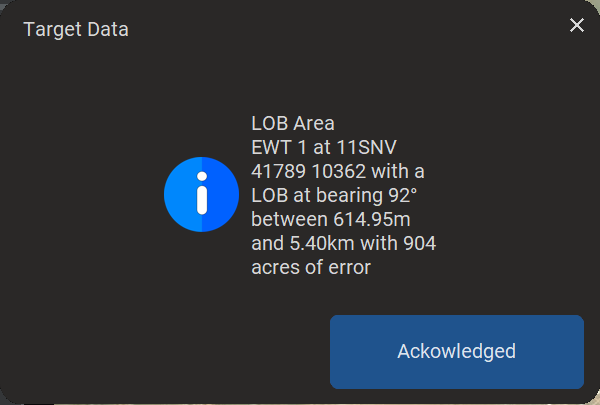 Target Data
LOB Area
EWT 1 at 11SNV
41789 10362 with a
LOB at bearing 92°
between 614.95m
and 5.40km with 904
acres of error
Ackowledged